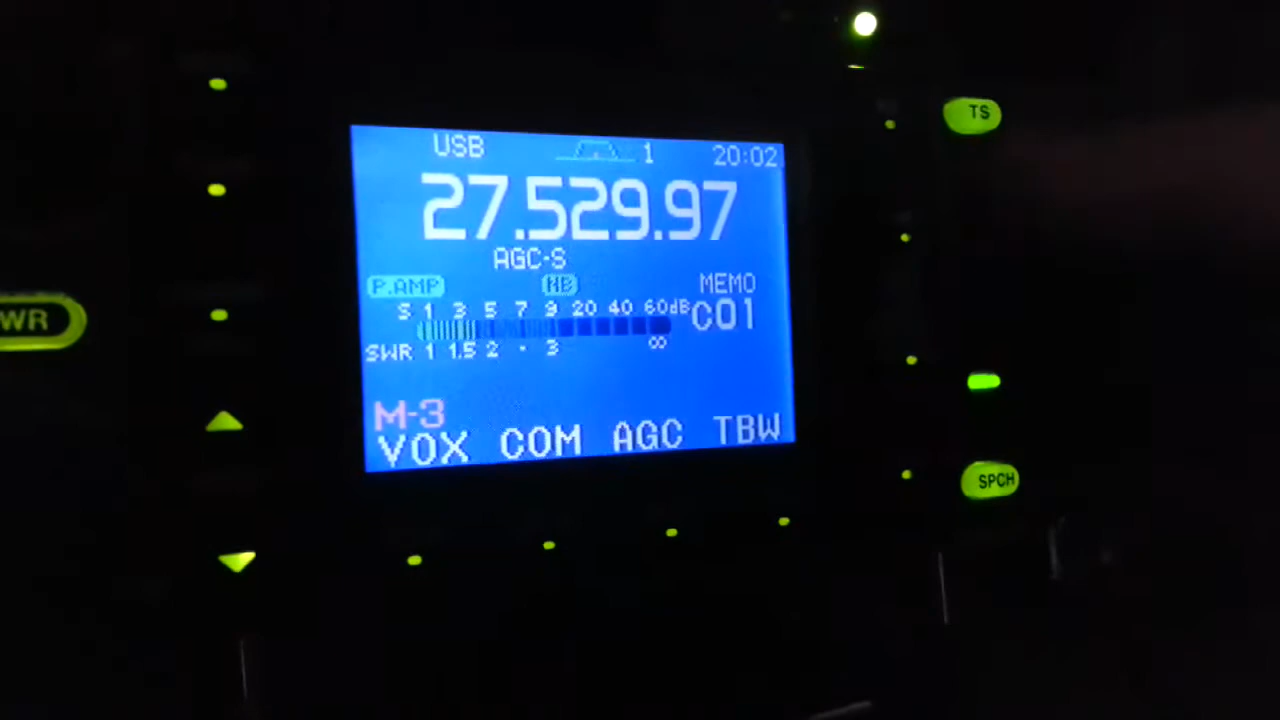 USB 1 20:02
27.529.97
AGC-S
P.AMP NB MEMO
S 1 3 5 7 9 20 40 60dB C01
SWR 1 1.5 2 · 3 ∞
M-3
VOX COM AGC TBW
TS
WR
SPCH